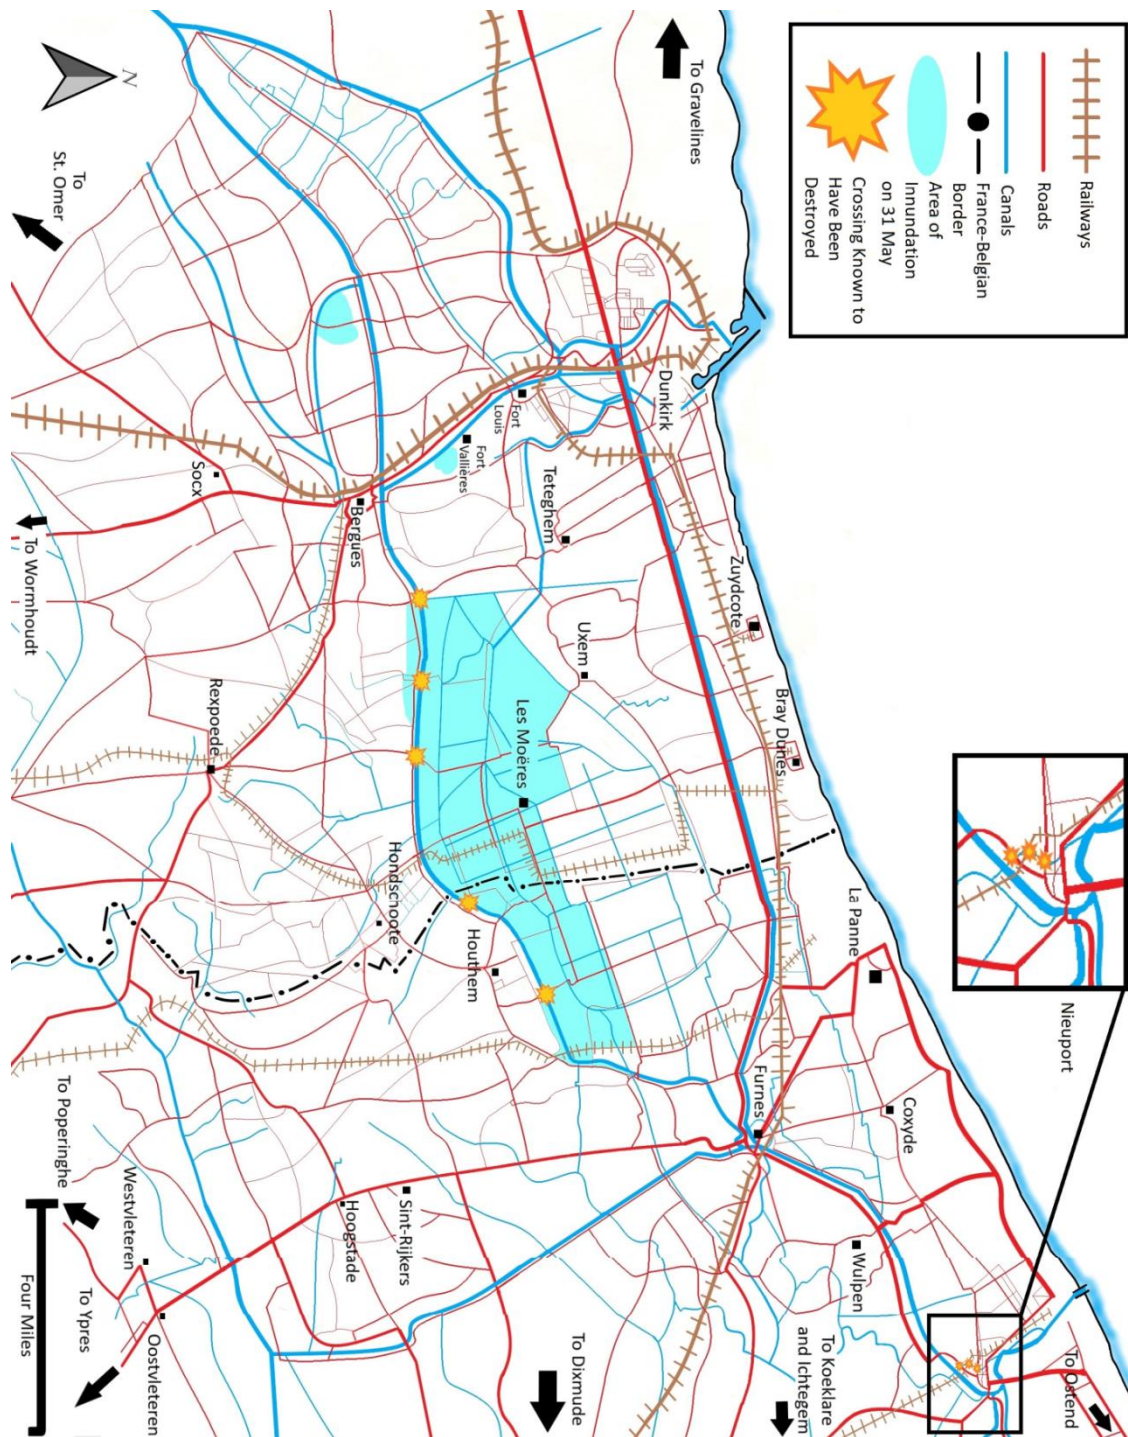 Railways
Roads
Canals
France-Belgian
Border
Area of
Innundation
on 31 May
Crossing Known to
Have Been
Destroyed
N
To Gravelines
To
St. Omer
Dunkirk
Fort
Louis
Fort
Vallières
Teteghem
Socx
Bergues
To Wormhoudt
Zuydcote
Uxem
Bray Dunes
Les Moëres
Rexpoede
Hondschoote
Houthem
La Panne
Nieuport
Furnes
Coxyde
Wulpen
To Poperinghe
Westvleteren
To Ypres
Oostvleteren
Hoogstade
Sint-Rijkers
To Dixmude
To Koeklare
and Ichtegem
To Ostend
Four Miles